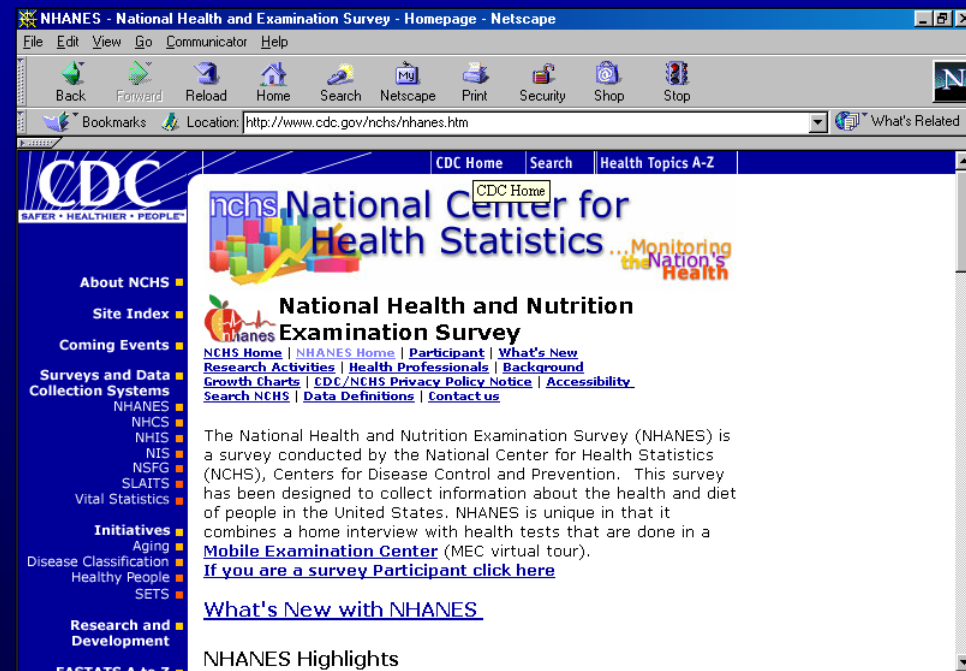 NHANES - National Health and Examination Survey - Homepage - Netscape
File Edit View Go Communicator Help
Back Forward Reload Home Search Netscape Print Security Shop Stop
My
N
Bookmarks Location: http://www.cdc.gov/nchs/nhanes.htm What's Related
CDC Home Search Health Topics A-Z
CDC Home
CDC
SAFER • HEALTHIER • PEOPLE™
About NCHS
Site Index
Coming Events
Surveys and Data
Collection Systems
NHANES
NHCS
NHIS
NIS
NSFG
SLAITS
Vital Statistics
Initiatives
Aging
Disease Classification
Healthy People
SETS
Research and
Development
FASTATS A to Z
nchs National Center for
Health Statistics
...Monitoring
the Nation's
Health
nhanes
National Health and Nutrition
Examination Survey
NCHS Home | NHANES Home | Participant | What's New
Research Activities | Health Professionals | Background
Growth Charts | CDC/NCHS Privacy Policy Notice | Accessibility
Search NCHS | Data Definitions | Contact us
The National Health and Nutrition Examination Survey (NHANES) is
a survey conducted by the National Center for Health Statistics
(NCHS), Centers for Disease Control and Prevention. This survey
has been designed to collect information about the health and diet
of people in the United States. NHANES is unique in that it
combines a home interview with health tests that are done in a
Mobile Examination Center (MEC virtual tour).
If you are a survey Participant click here
What's New with NHANES
NHANES Highlights